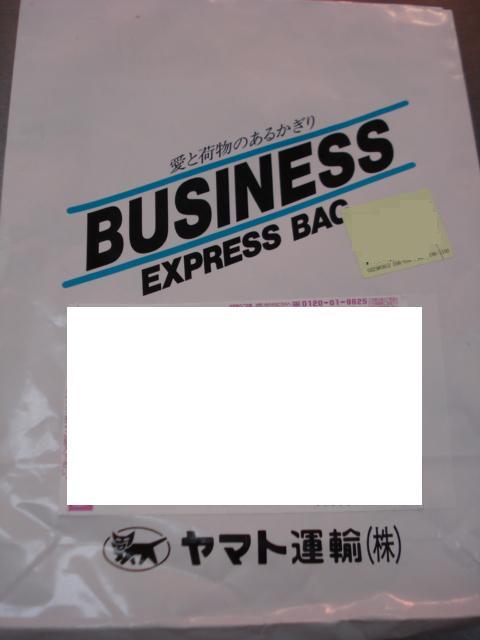 愛と荷物のあるかぎり
BUSINESS
EXPRESS BAG
0120-01-9625
ヤマト運輸(株)